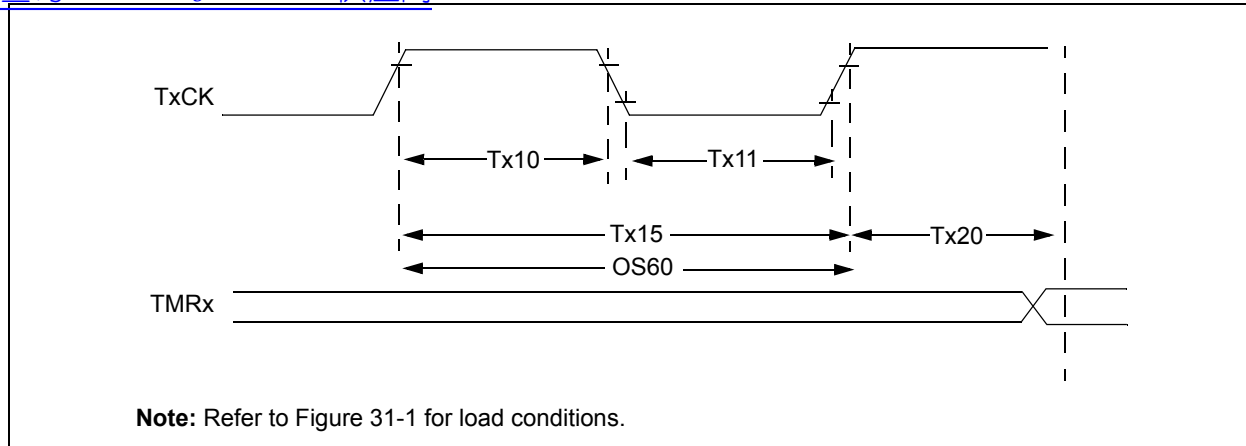 TxCK
Tx10
Tx11
Tx15
Tx20
OS60
TMRx
Note: Refer to Figure 31-1 for load conditions.